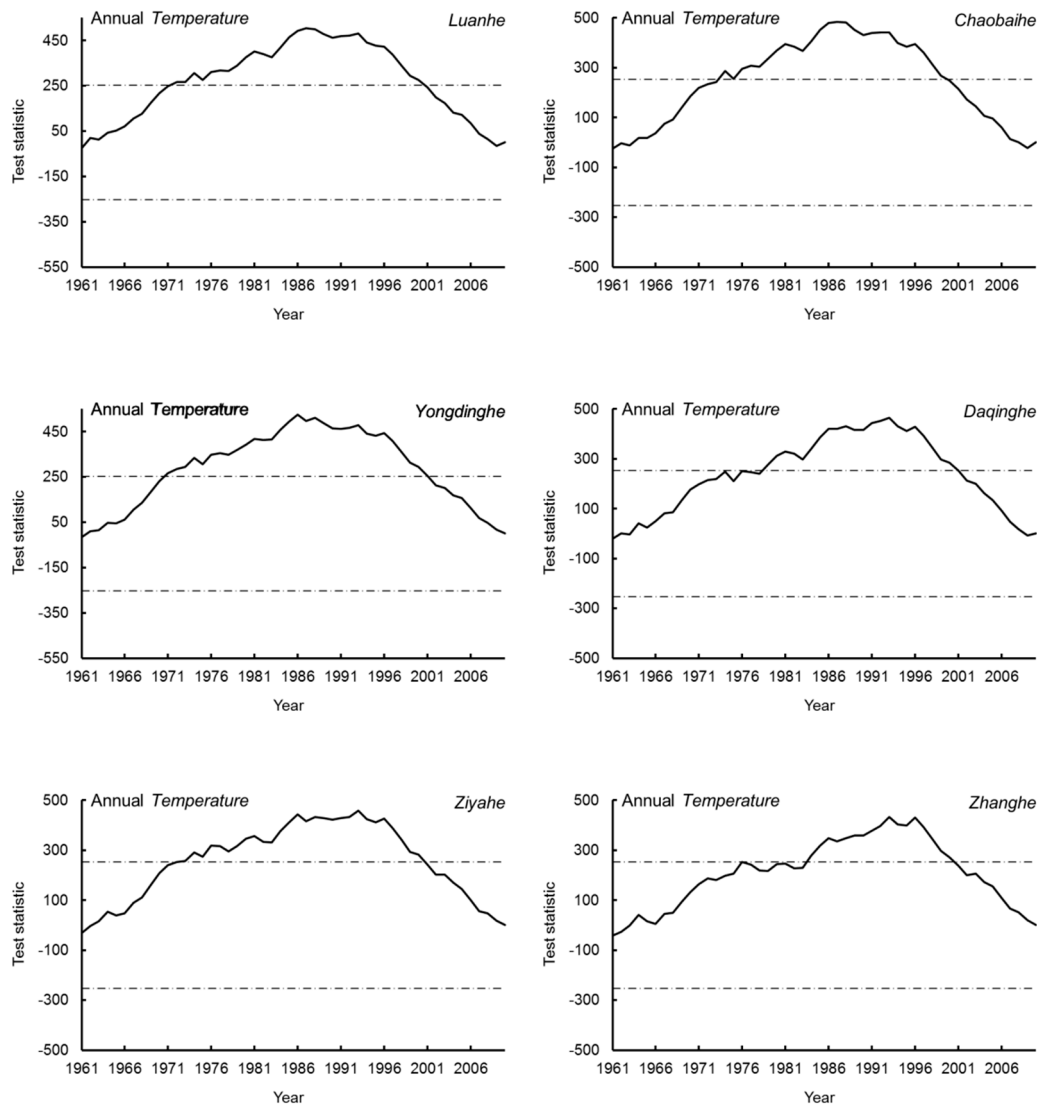 Annual Temperature Luanhe
450
250
50
-150
-350
-550
Test statistic
1961 1966 1971 1976 1981 1986 1991 1996 2001 2006
Year
Annual Temperature Chaobaihe
500
300
100
-100
-300
-500
Test statistic
1961 1966 1971 1976 1981 1986 1991 1996 2001 2006
Year
Annual Temperature Yongdinghe
450
250
50
-150
-350
-550
Test statistic
1961 1966 1971 1976 1981 1986 1991 1996 2001 2006
Year
Annual Temperature Daqinghe
500
300
100
-100
-300
-500
Test statistic
1961 1966 1971 1976 1981 1986 1991 1996 2001 2006
Year
Annual Temperature Ziyahe
500
300
100
-100
-300
-500
Test statistic
1961 1966 1971 1976 1981 1986 1991 1996 2001 2006
Year
Annual Temperature Zhanghe
500
300
100
-100
-300
-500
Test statistic
1961 1966 1971 1976 1981 1986 1991 1996 2001 2006
Year